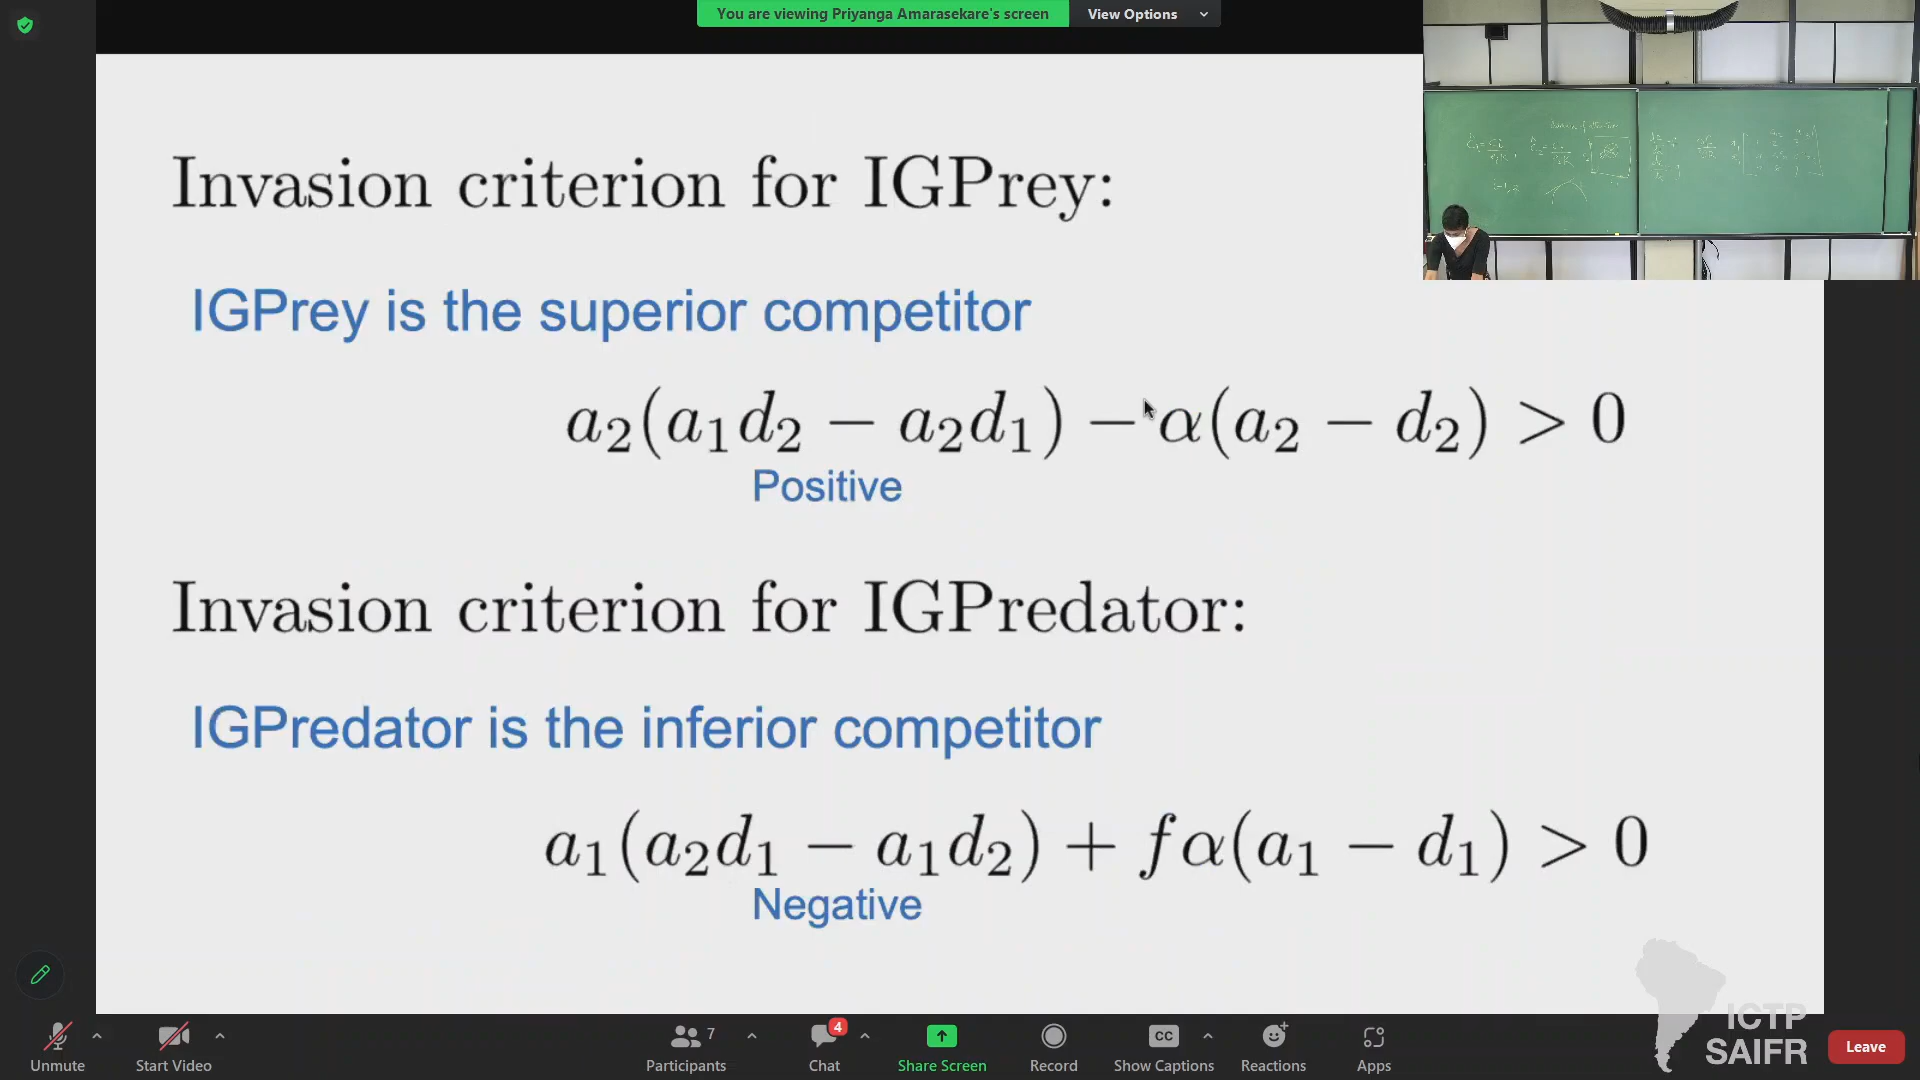 You are viewing Priyanga Amarasekare's screen
View Options
Invasion criterion for IGPrey:
IGPrey is the superior competitor
a₂(a₁d₂ − a₂d₁) − α(a₂ − d₂) > 0
Positive
Invasion criterion for IGPredator:
IGPredator is the inferior competitor
a₁(a₂d₁ − a₁d₂) + fα(a₁ − d₁) > 0
Negative
ICTP
SAIFR
Unmute
Start Video
7
Participants
4
Chat
Share Screen
Record
CC
Show Captions
Reactions
Apps
Leave